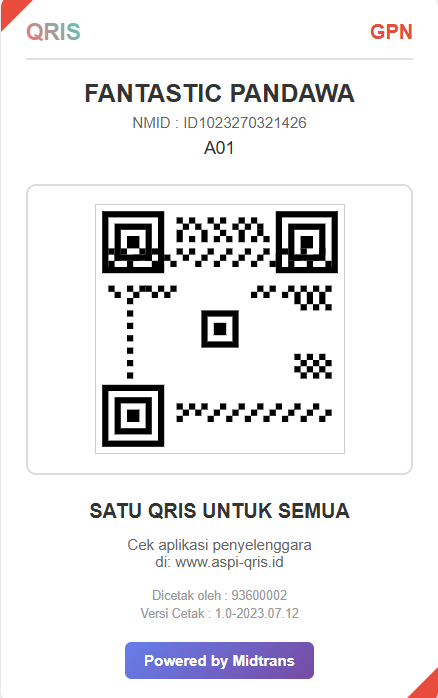 QRIS
GPN
FANTASTIC PANDAWA
NMID : ID1023270321426
A01
SATU QRIS UNTUK SEMUA
Cek aplikasi penyelenggara
di: www.aspi-qris.id
Dicetak oleh : 93600002
Versi Cetak : 1.0-2023.07.12
Powered by Midtrans